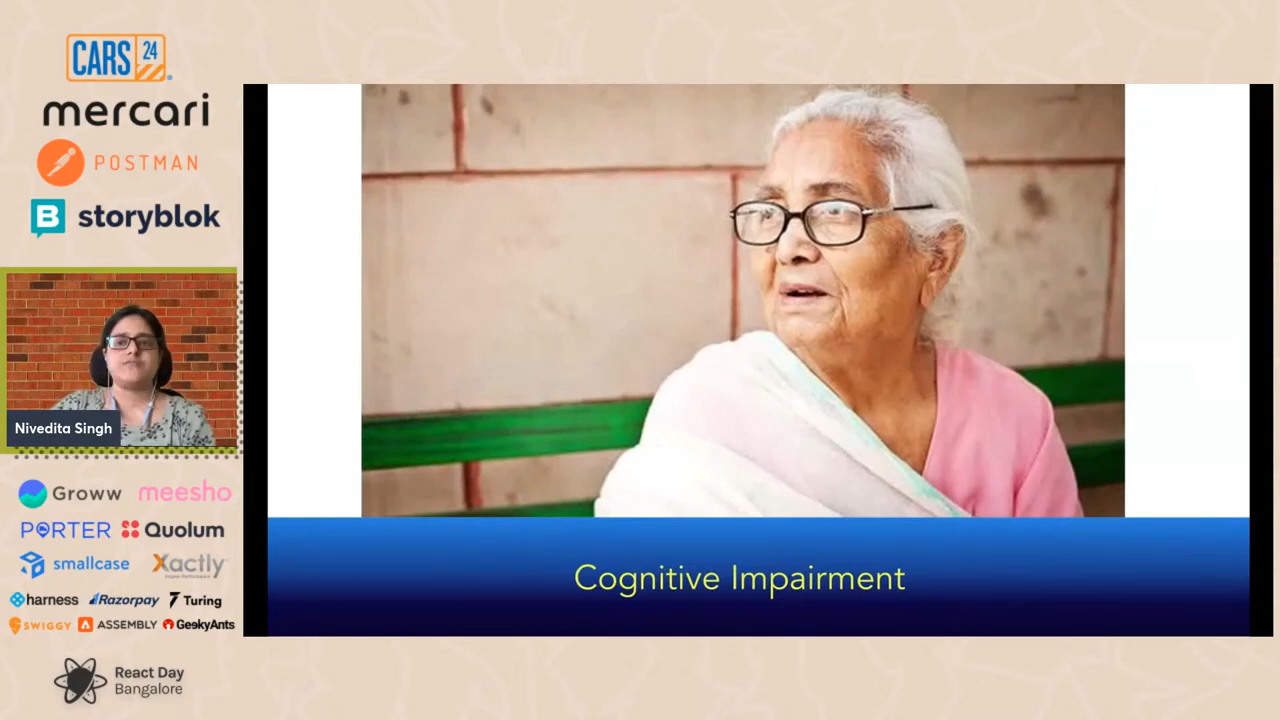 CARS 24
mercari
POSTMAN
storyblok
Nivedita Singh
Groww
meesho
PORTER
Quolum
smallcase
Xactly
harness
Razorpay
Turing
SWIGGY
ASSEMBLY
GeekyAnts
React Day
Bangalore
Cognitive Impairment